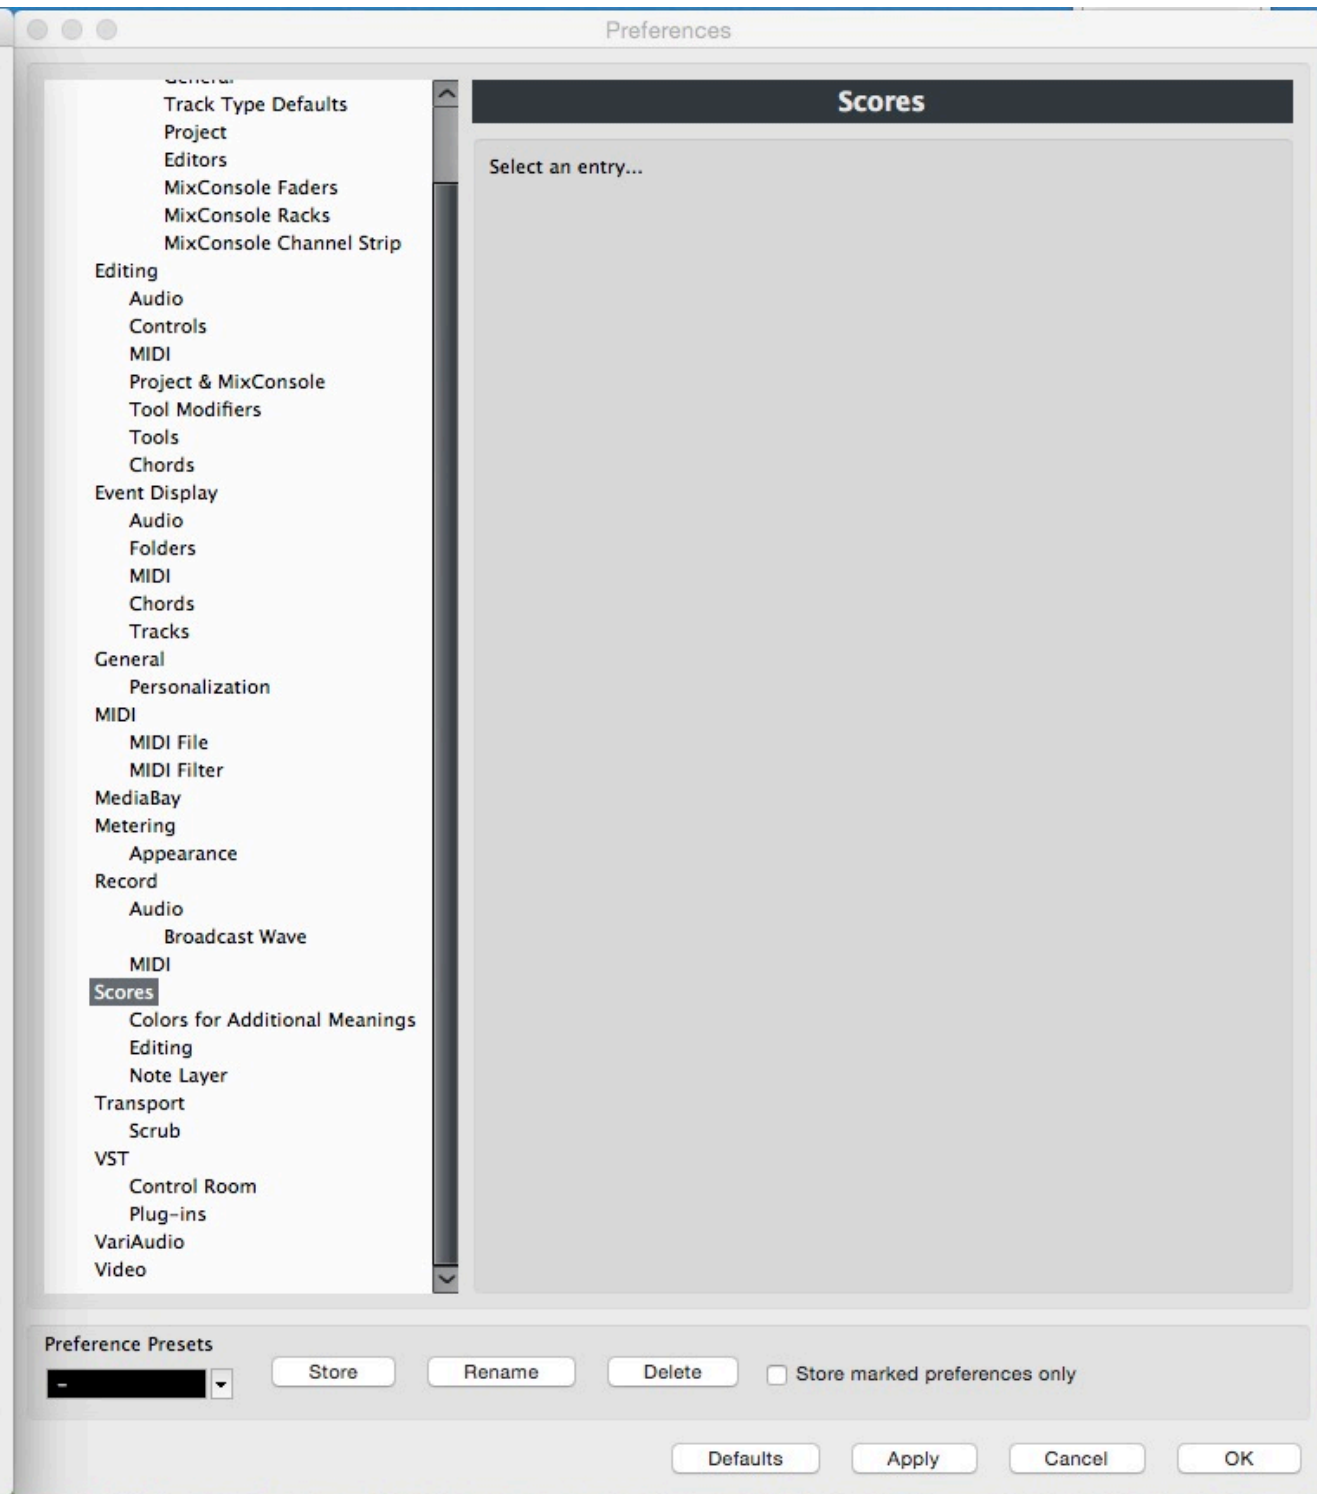 Preferences
General
Track Type Defaults
Project
Editors
MixConsole Faders
MixConsole Racks
MixConsole Channel Strip
Editing
Audio
Controls
MIDI
Project & MixConsole
Tool Modifiers
Tools
Chords
Event Display
Audio
Folders
MIDI
Chords
Tracks
General
Personalization
MIDI
MIDI File
MIDI Filter
MediaBay
Metering
Appearance
Record
Audio
Broadcast Wave
MIDI
Scores
Colors for Additional Meanings
Editing
Note Layer
Transport
Scrub
VST
Control Room
Plug-ins
VariAudio
Video
Scores
Select an entry...
Preference Presets
-
Store
Rename
Delete
Store marked preferences only
Defaults
Apply
Cancel
OK